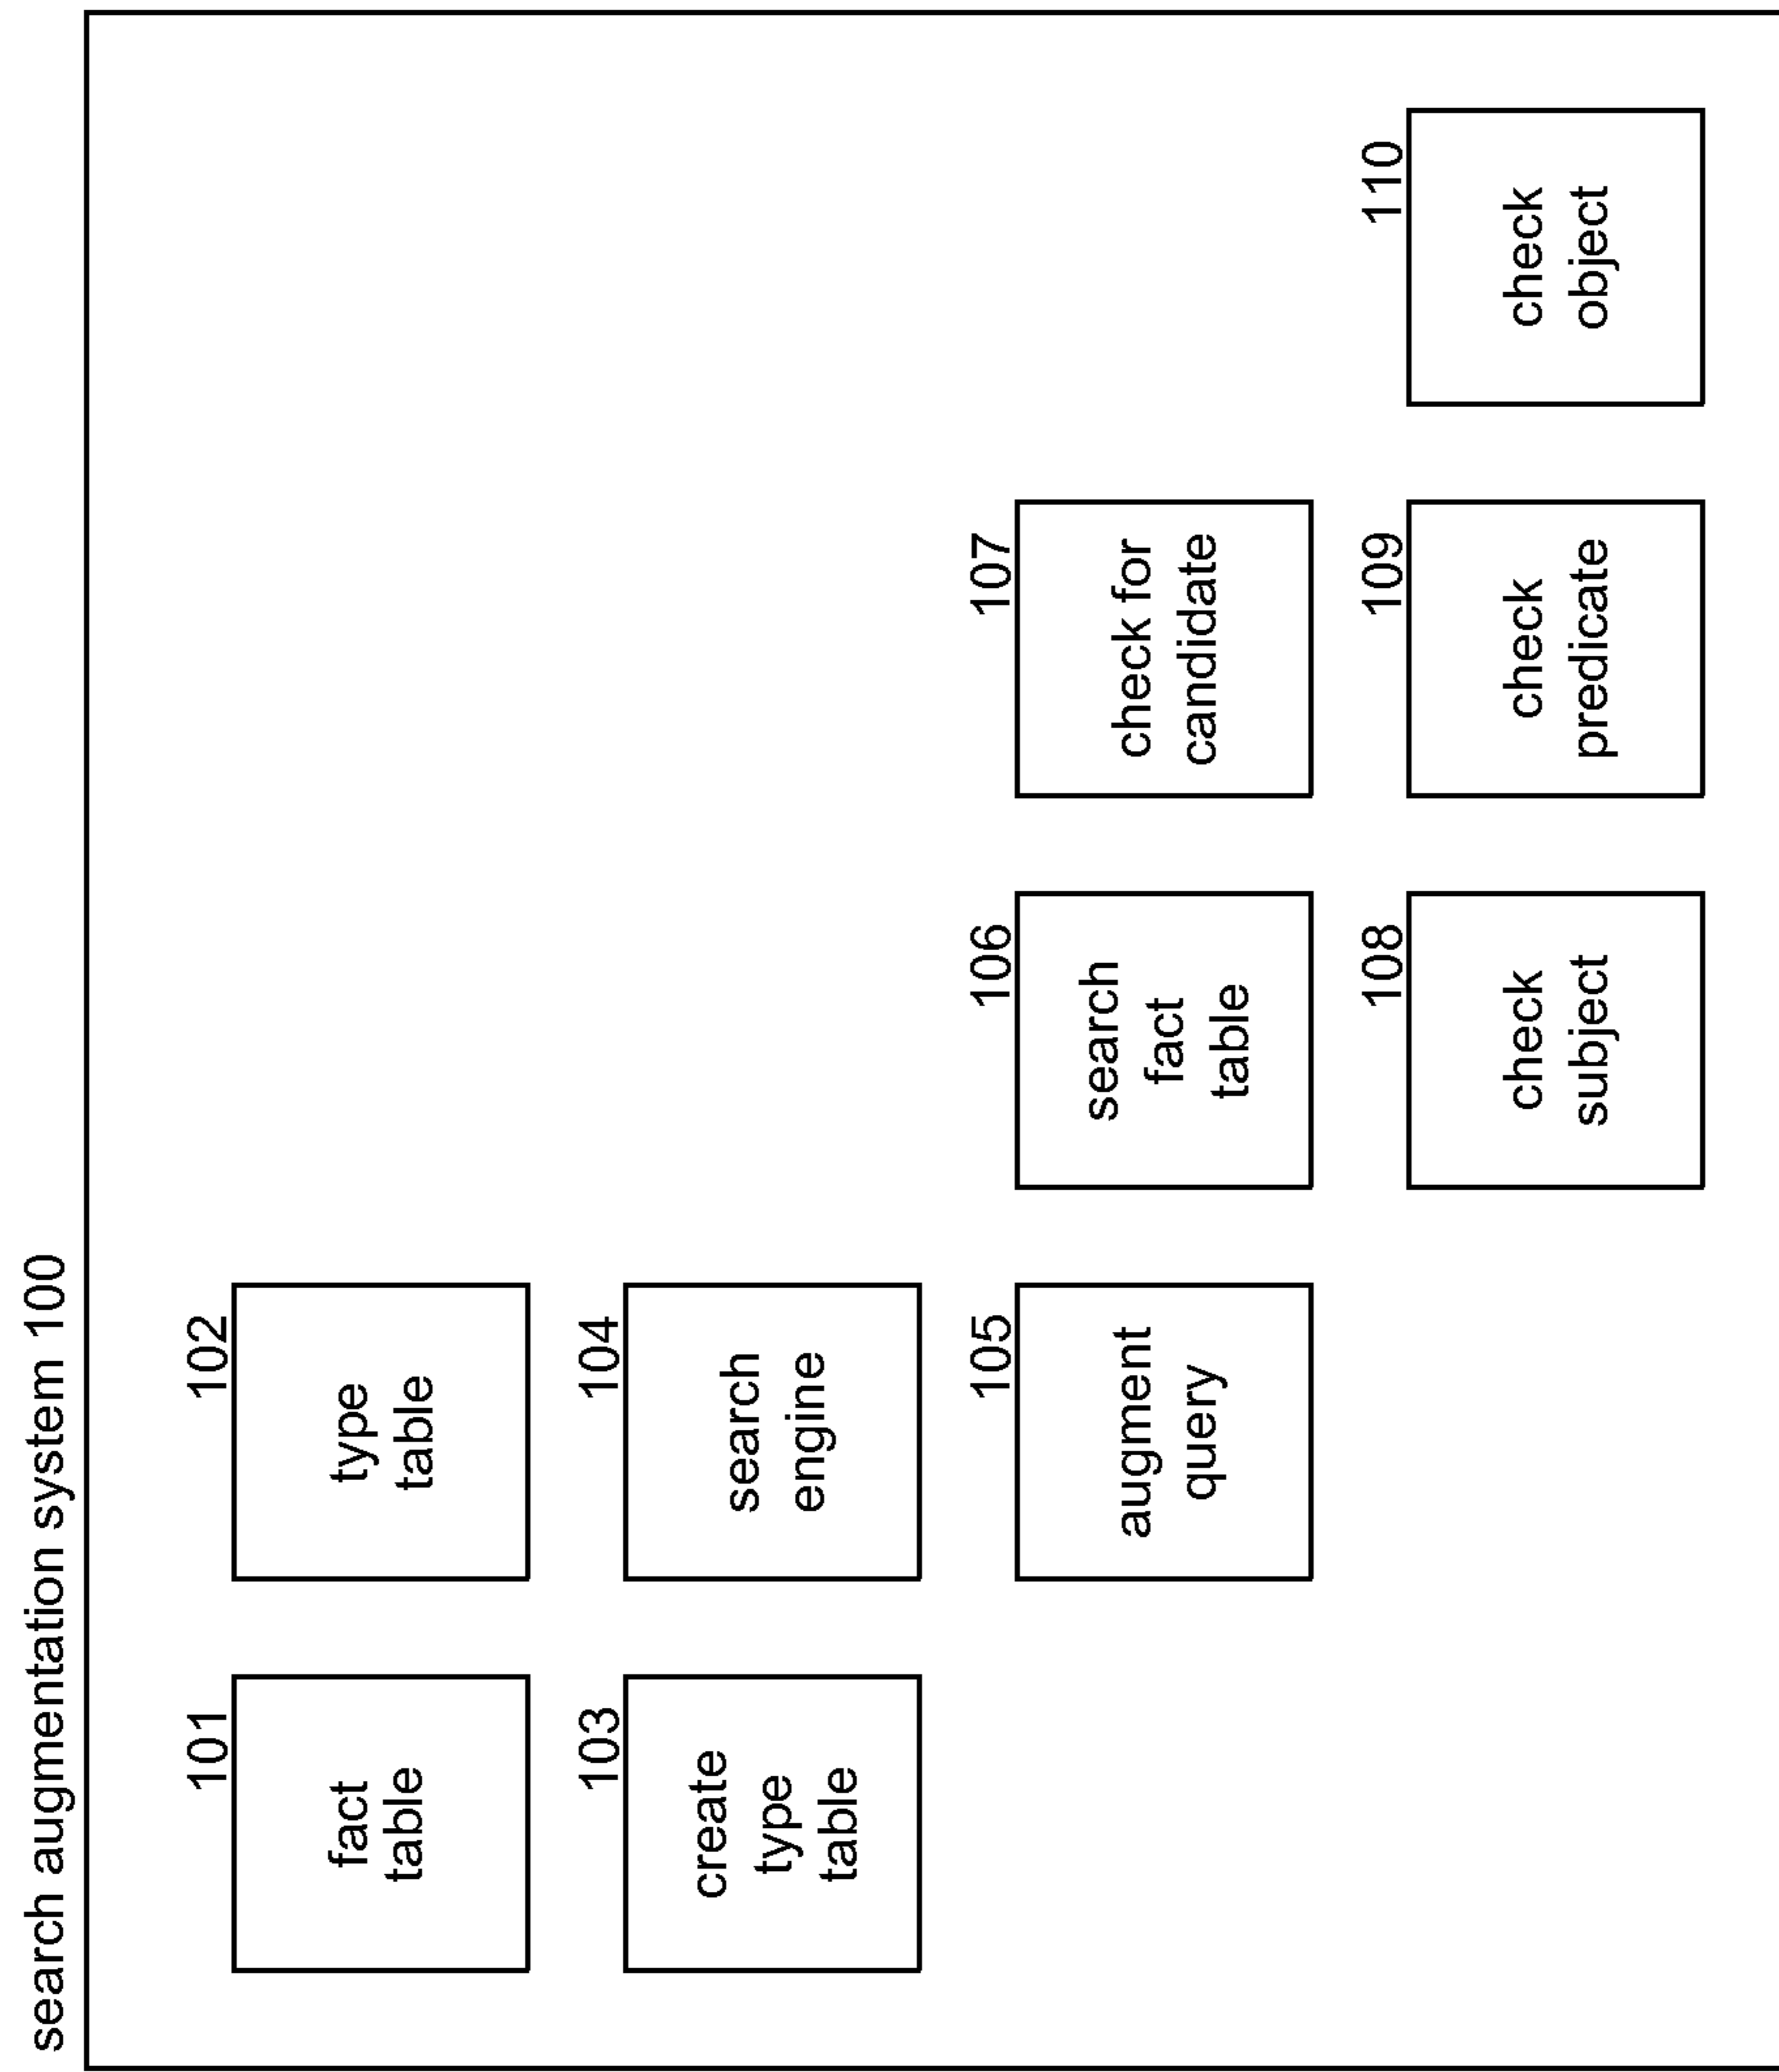 search augmentation system 100
101
fact
table
102
type
table
103
create
type
table
104
search
engine
105
augment
query
106
search
fact
table
107
check for
candidate
108
check
subject
109
check
predicate
110
check
object